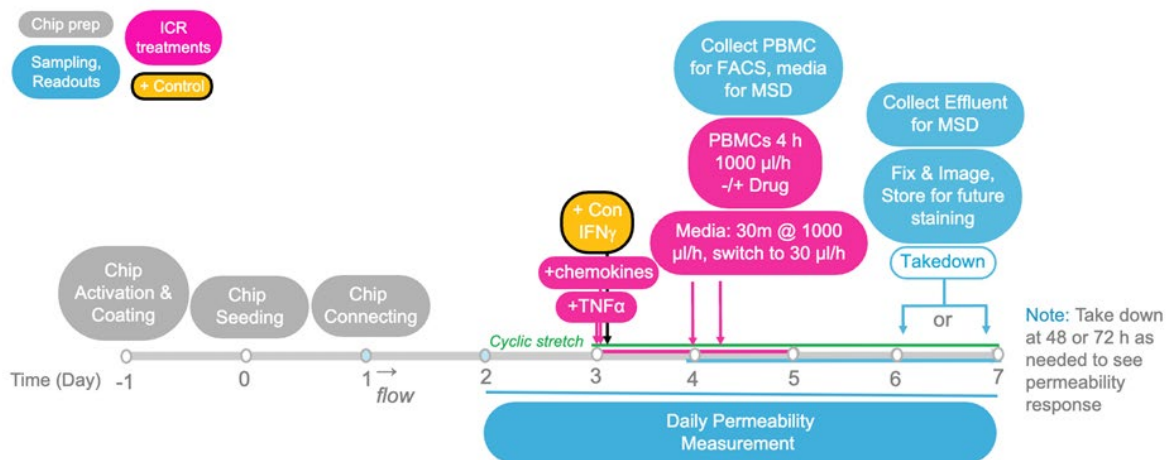 Chip prep
Sampling,
Readouts
ICR
treatments
+ Control
Collect PBMC
for FACS, media
for MSD
PBMCs 4 h
1000 µl/h
-/+ Drug
Media: 30m @ 1000
µl/h, switch to 30 µl/h
Collect Effluent
for MSD
Fix & Image,
Store for future
staining
Takedown
or
+ Con
IFNγ
+chemokines
+TNFα
Chip
Activation &
Coating
Chip
Seeding
Chip
Connecting
Cyclic stretch
Note: Take down
at 48 or 72 h as
needed to see
permeability
response
Time (Day)
-1
0
1
2
3
4
5
6
7
flow
Daily Permeability
Measurement